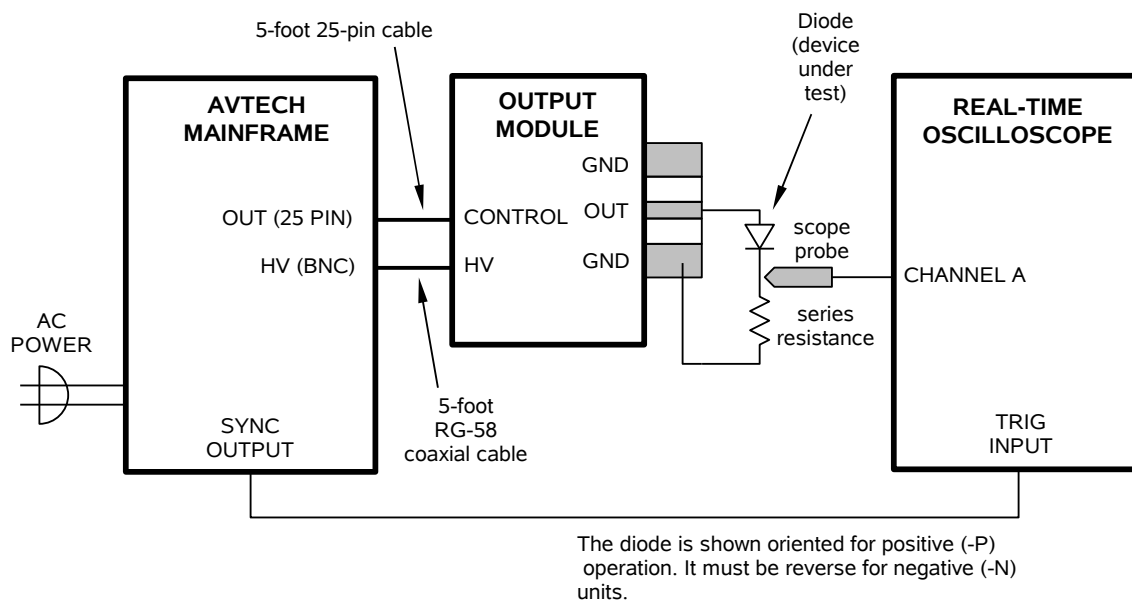 5-foot 25-pin cable
Diode
(device
under
test)
AVTECH
MAINFRAME
OUTPUT
MODULE
REAL-TIME
OSCILLOSCOPE
GND
OUT (25 PIN)
CONTROL
OUT
scope
probe
HV (BNC)
HV
GND
CHANNEL A
series
resistance
AC
POWER
5-foot
RG-58
coaxial cable
SYNC
OUTPUT
TRIG
INPUT
The diode is shown oriented for positive (-P)
operation. It must be reverse for negative (-N)
units.